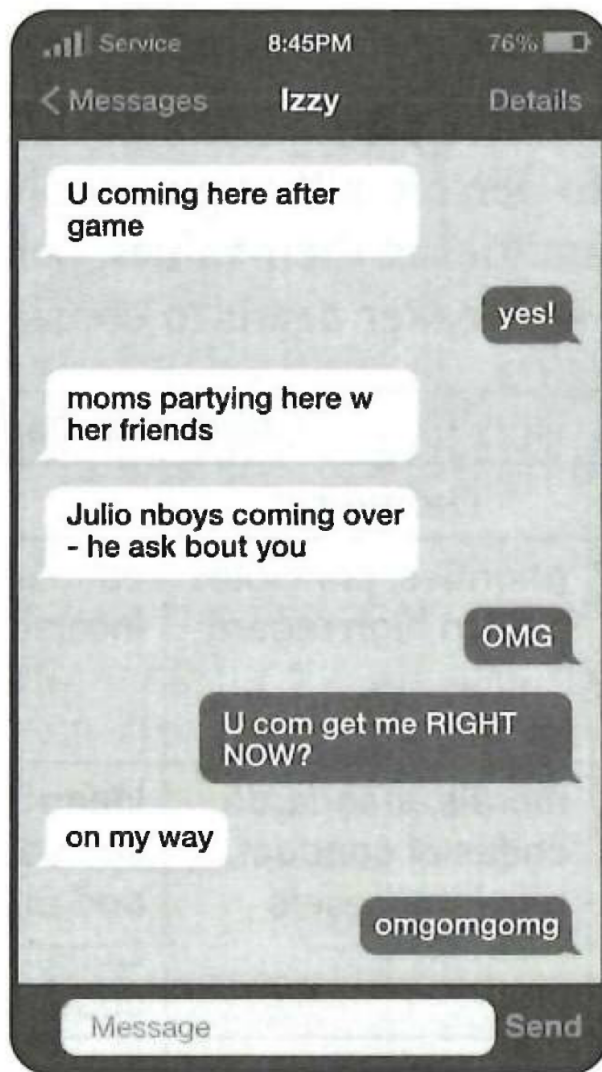 Service 8:45PM 76%
< Messages Izzy Details
U coming here after
game
yes!
moms partying here w
her friends
Julio nboys coming over
- he ask bout you
OMG
U com get me RIGHT
NOW?
on my way
omgomgomg
Message Send